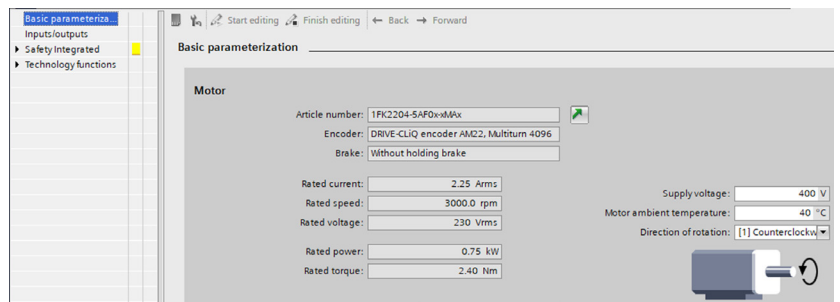 Basic parameteriza...
Inputs/outputs
Safety Integrated
Technology functions
Start editing Finish editing Back Forward
Basic parameterization
Motor
Article number: 1FK2204-5AF0x-xMAx
Encoder: DRIVE-CLiQ encoder AM22, Multiturn 4096
Brake: Without holding brake
Rated current: 2.25 Arms
Rated speed: 3000.0 rpm
Rated voltage: 230 Vrms
Rated power: 0.75 kW
Rated torque: 2.40 Nm
Supply voltage: 400 V
Motor ambient temperature: 40 °C
Direction of rotation: [1] Counterclockw